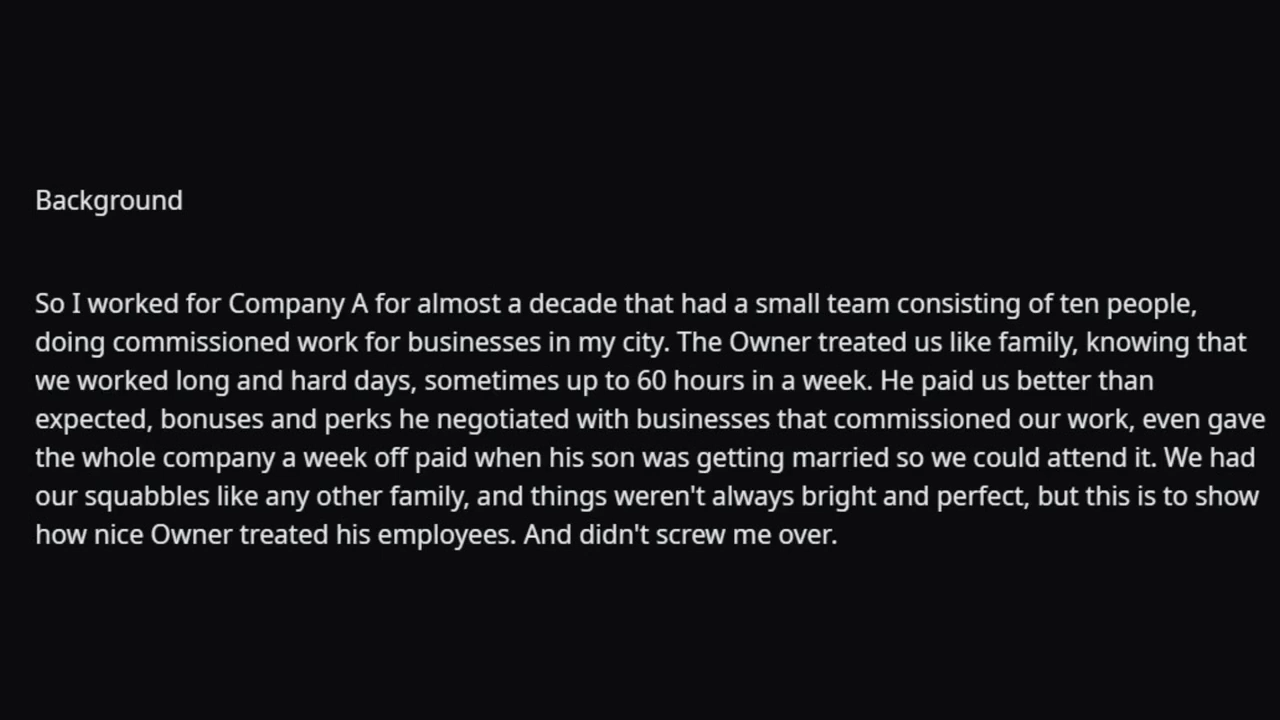 Background
So I worked for Company A for almost a decade that had a small team consisting of ten people,
doing commissioned work for businesses in my city. The Owner treated us like family, knowing that
we worked long and hard days, sometimes up to 60 hours in a week. He paid us better than
expected, bonuses and perks he negotiated with businesses that commissioned our work, even gave
the whole company a week off paid when his son was getting married so we could attend it. We had
our squabbles like any other family, and things weren't always bright and perfect, but this is to show
how nice Owner treated his employees. And didn't screw me over.